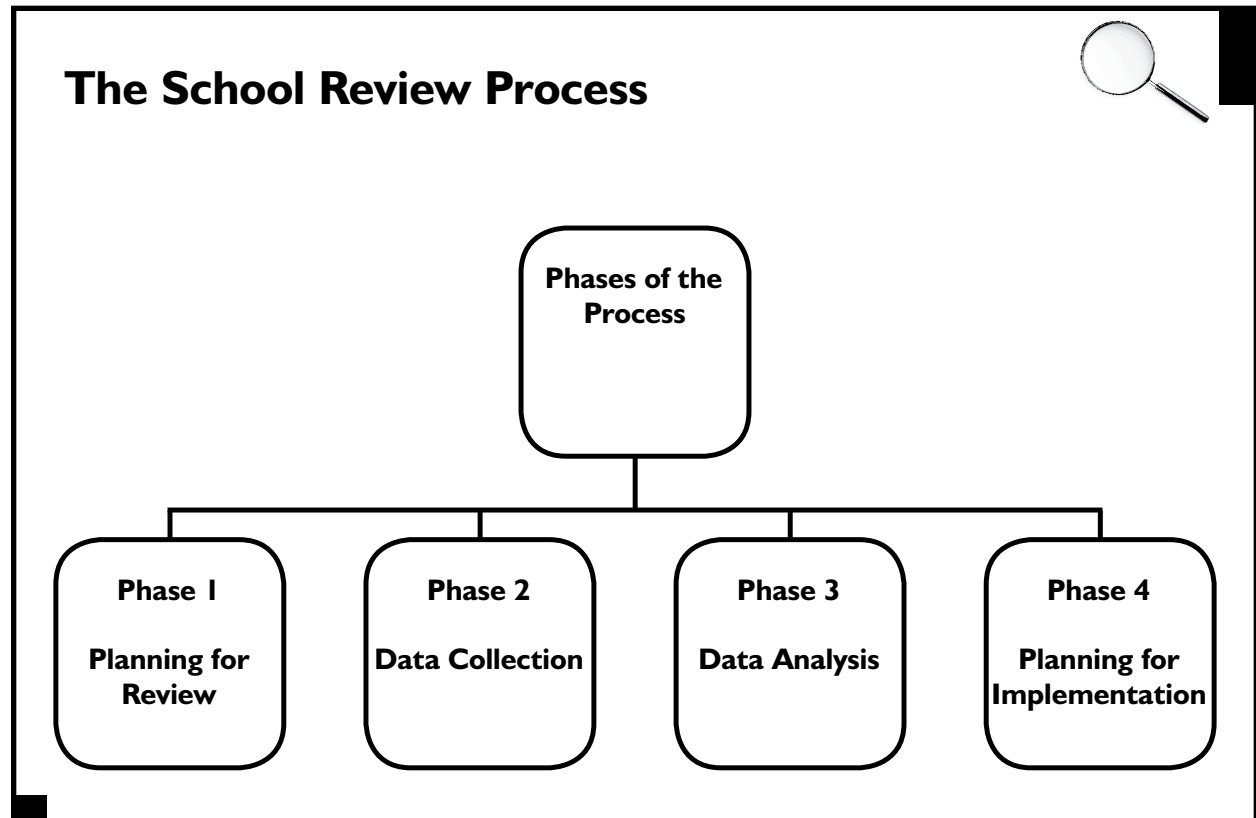 The School Review Process
Phases of the
Process
Phase 1
Planning for
Review
Phase 2
Data Collection
Phase 3
Data Analysis
Phase 4
Planning for
Implementation